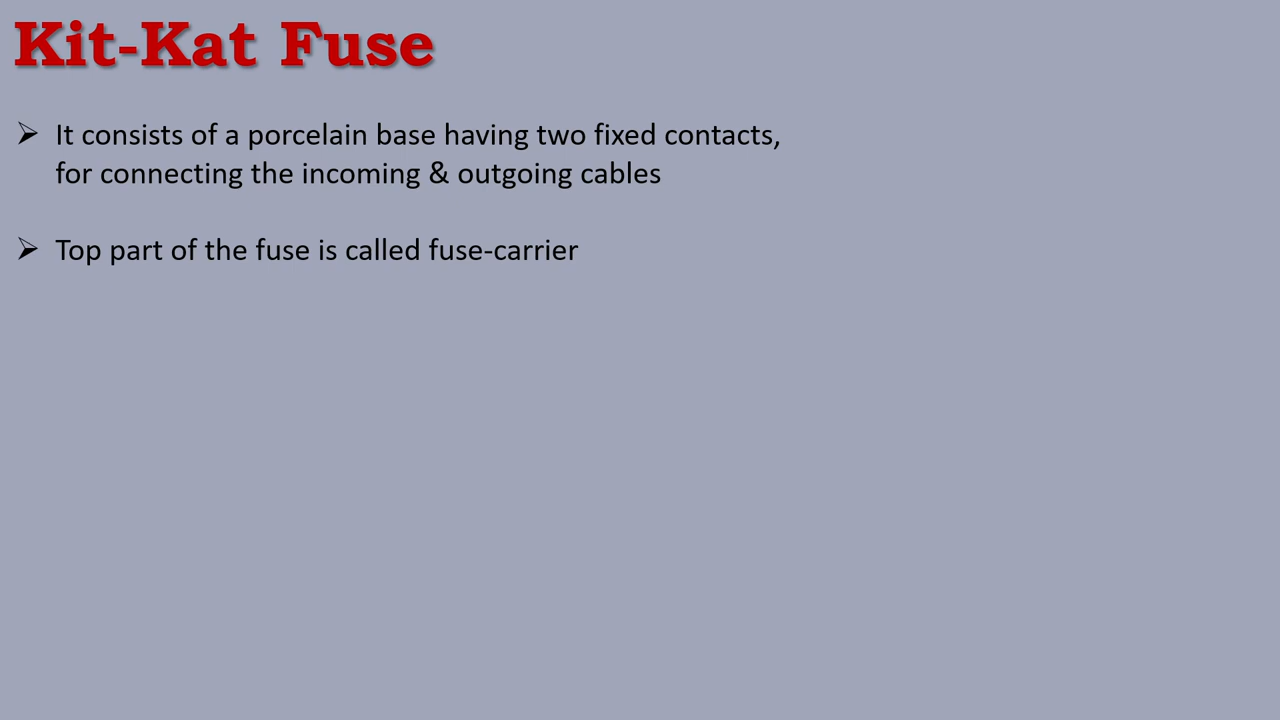 Kit-Kat Fuse
➢ It consists of a porcelain base having two fixed contacts,
for connecting the incoming & outgoing cables
➢ Top part of the fuse is called fuse-carrier